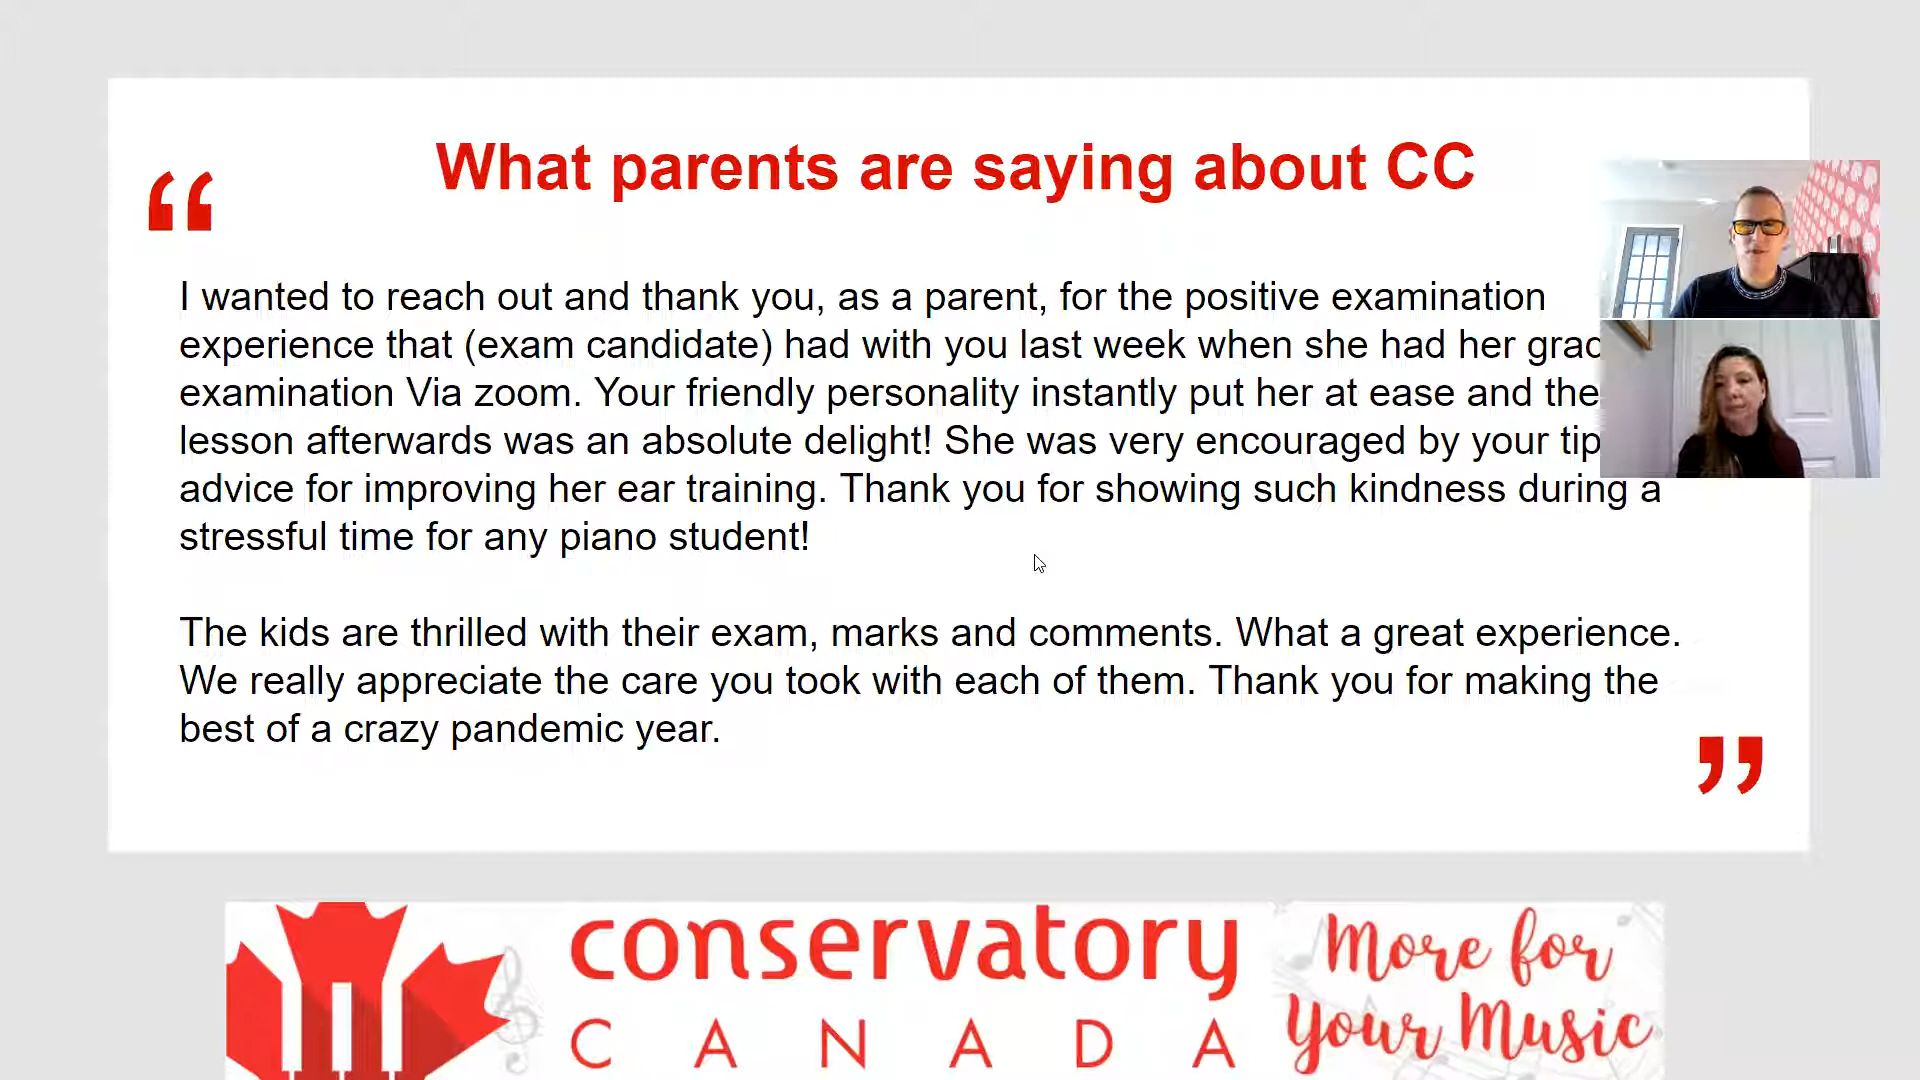 What parents are saying about CC
“
I wanted to reach out and thank you, as a parent, for the positive examination
experience that (exam candidate) had with you last week when she had her
examination Via zoom. Your friendly personality instantly put her at ease and the
lesson afterwards was an absolute delight! She was very encouraged by your
advice for improving her ear training. Thank you for showing such kindness during a
stressful time for any piano student!
The kids are thrilled with their exam, marks and comments. What a great experience.
We really appreciate the care you took with each of them. Thank you for making the
best of a crazy pandemic year.
”
conservatory
CANADA
More for
Your Music